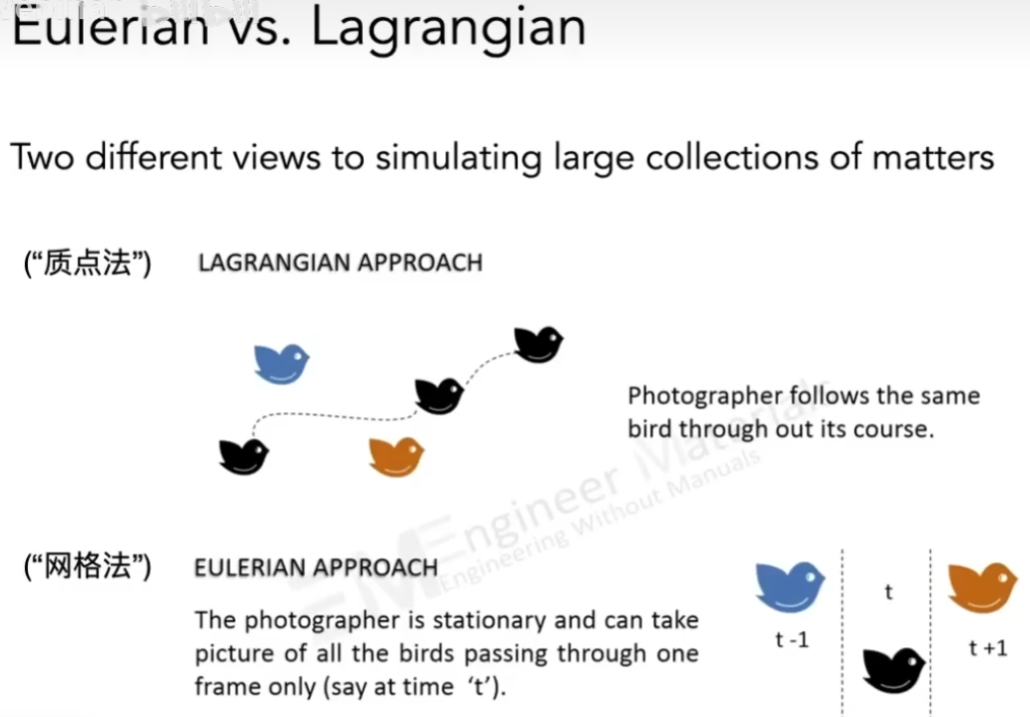 Eulerian vs. Lagrangian
Two different views to simulating large collections of matters
(“质点法”) LAGRANGIAN APPROACH
Photographer follows the same
bird through out its course.
Engineer Materials
Engineering Without Manuals
(“网格法”) EULERIAN APPROACH
The photographer is stationary and can take
picture of all the birds passing through one
frame only (say at time ‘t’).
t -1
t
t +1